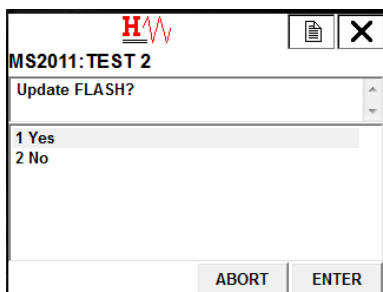 H
MS2011:TEST 2
Update FLASH?
1 Yes
2 No
ABORT ENTER